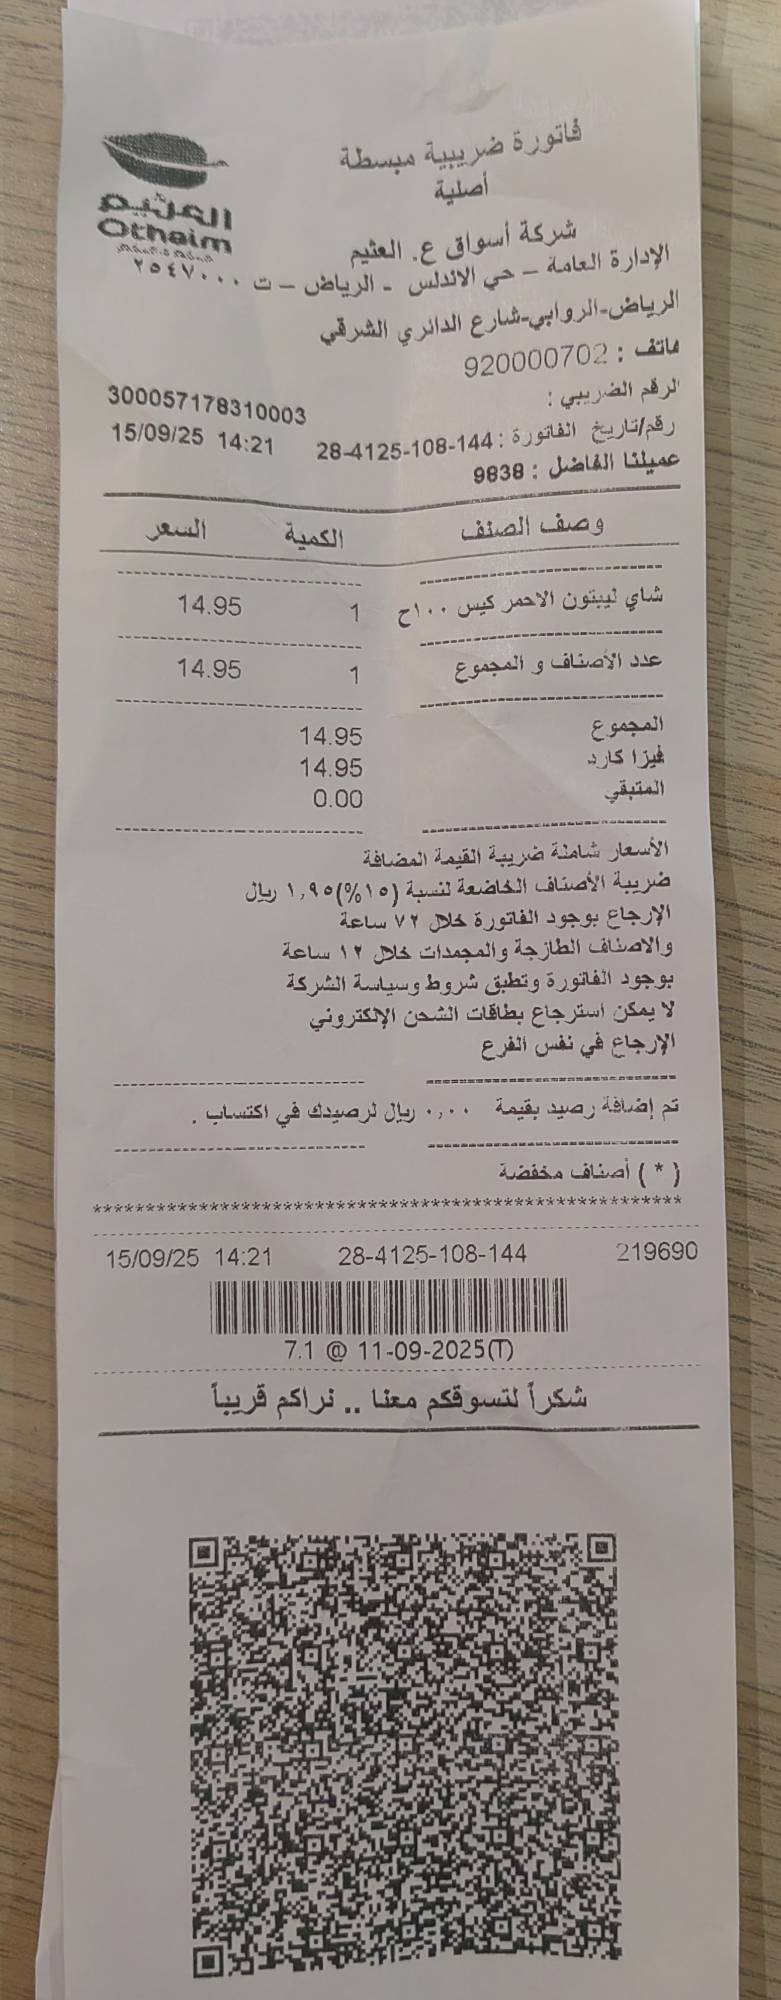 فاتورة ضريبية مبسطة
أصلية
العثيم
Othaim
شركة أسواق ع. العثيم
الإدارة العامة – حي الاندلس - الرياض – ت ٢٥٤٧٠٠٠
الرياض-الروابي-شارع الدائري الشرقي
هاتف : 920000702
الرقم الضريبي : 300057178310003
رقم/تاريخ الفاتورة : 28-4125-108-144 15/09/25 14:21
عميلنا الفاضل : 9838
وصف الصنف الكمية السعر
شاي ليبتون الاحمر كيس ١٠٠ح 1 14.95
عدد الأصناف و المجموع 1 14.95
المجموع 14.95
فيزا كارد 14.95
المتبقي 0.00
الأسعار شاملة ضريبة القيمة المضافة
ضريبة الأصناف الخاضعة لنسبة (١٥%)١,٩٥ ريال
الإرجاع بوجود الفاتورة خلال ٧٢ ساعة
والاصناف الطازجة والمجمدات خلال ١٢ ساعة
بوجود الفاتورة وتطبق شروط وسياسة الشركة
لا يمكن استرجاع بطاقات الشحن الإلكتروني
الإرجاع في نفس الفرع
تم إضافة رصيد بقيمة ٠,٠٠ ريال لرصيدك في اكتساب .
( * ) أصناف مخفضة
************************************************************
15/09/25 14:21 28-4125-108-144 219690
7.1 @ 11-09-2025(T)
شكراً لتسوقكم معنا .. نراكم قريباً